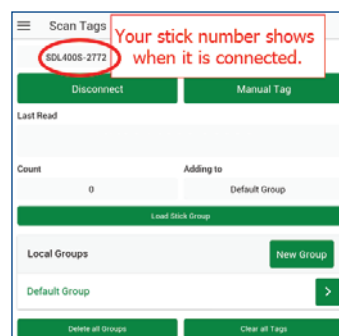 Scan Tags
Your stick number shows
when it is connected.
SDL400S-2772
Disconnect
Manual Tag
Last Read
Count
Adding to
0
Default Group
Load Stick Group
Local Groups
New Group
Default Group
Delete all Groups
Clear all Tags